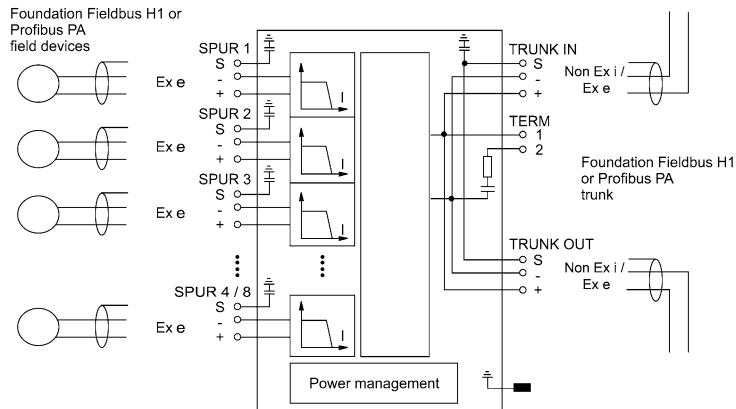 Foundation Fieldbus H1 or
Profibus PA
field devices
SPUR 1
S
-
+
Ex e
I
SPUR 2
S
-
+
Ex e
I
SPUR 3
S
-
+
Ex e
I
SPUR 4 / 8
S
-
+
Ex e
I
Power management
TRUNK IN
S
-
+
Non Ex i /
Ex e
TERM
1
2
Foundation Fieldbus H1
or Profibus PA
trunk
TRUNK OUT
S
-
+
Non Ex i /
Ex e